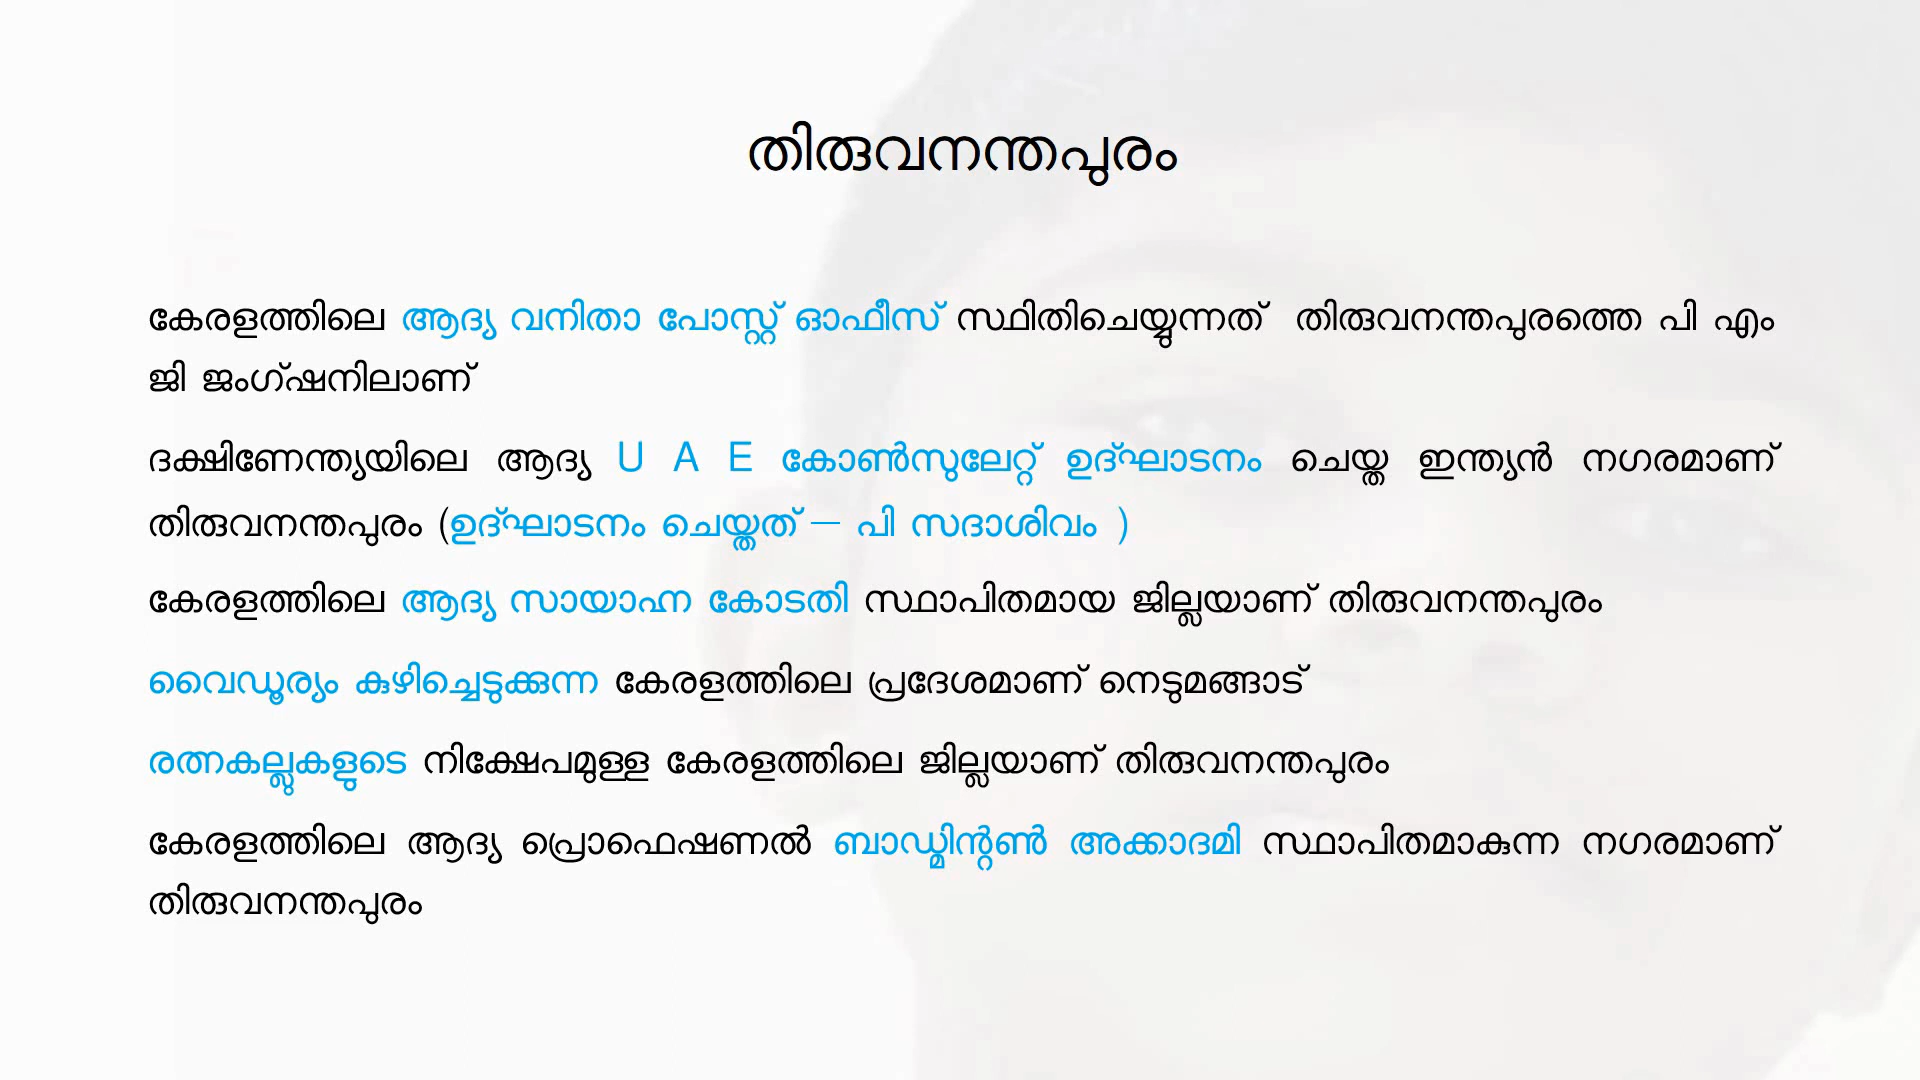 തിരുവനന്തപുരം
കേരളത്തിലെ ആദ്യ വനിതാ പോസ്റ്റ് ഓഫീസ് സ്ഥിതിചെയ്യുന്നത് തിരുവനന്തപുരത്തെ പി എം
ജി ജംഗ്ഷനിലാണ്
ദക്ഷിണേന്ത്യയിലെ ആദ്യ U A E കോൺസുലേറ്റ് ഉദ്ഘാടനം ചെയ്ത ഇന്ത്യൻ നഗരമാണ്
തിരുവനന്തപുരം (ഉദ്ഘാടനം ചെയ്തത് – പി സദാശിവം )
കേരളത്തിലെ ആദ്യ സായാഹ്ന കോടതി സ്ഥാപിതമായ ജില്ലയാണ് തിരുവനന്തപുരം
വൈഡൂര്യം കുഴിച്ചെടുക്കുന്ന കേരളത്തിലെ പ്രദേശമാണ് നെടുമങ്ങാട്
രത്നകല്ലുകളുടെ നിക്ഷേപമുള്ള കേരളത്തിലെ ജില്ലയാണ് തിരുവനന്തപുരം
കേരളത്തിലെ ആദ്യ പ്രൊഫെഷണൽ ബാഡ്മിന്റൺ അക്കാദമി സ്ഥാപിതമാകുന്ന നഗരമാണ്
തിരുവനന്തപുരം